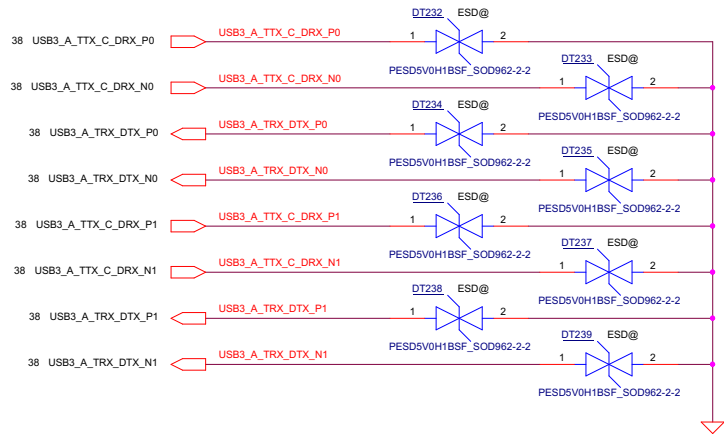 DT232 ESD@
38 USB3_A_TTX_C_DRX_P0 USB3_A_TTX_C_DRX_P0 1 2
PESD5V0H1BSF_SOD962-2-2
DT233 ESD@
38 USB3_A_TTX_C_DRX_N0 USB3_A_TTX_C_DRX_N0 1 2
PESD5V0H1BSF_SOD962-2-2
DT234 ESD@
38 USB3_A_TRX_DTX_P0 USB3_A_TRX_DTX_P0 1 2
PESD5V0H1BSF_SOD962-2-2
DT235 ESD@
38 USB3_A_TRX_DTX_N0 USB3_A_TRX_DTX_N0 1 2
PESD5V0H1BSF_SOD962-2-2
DT236 ESD@
38 USB3_A_TTX_C_DRX_P1 USB3_A_TTX_C_DRX_P1 1 2
PESD5V0H1BSF_SOD962-2-2
DT237 ESD@
38 USB3_A_TTX_C_DRX_N1 USB3_A_TTX_C_DRX_N1 1 2
PESD5V0H1BSF_SOD962-2-2
DT238 ESD@
38 USB3_A_TRX_DTX_P1 USB3_A_TRX_DTX_P1 1 2
PESD5V0H1BSF_SOD962-2-2
DT239 ESD@
38 USB3_A_TRX_DTX_N1 USB3_A_TRX_DTX_N1 1 2
PESD5V0H1BSF_SOD962-2-2